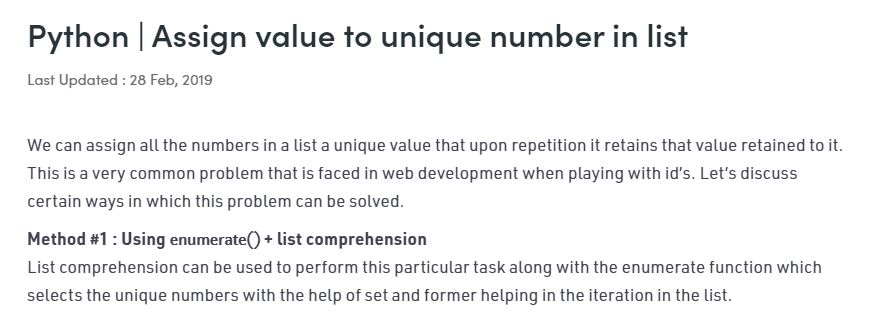 Python | Assign value to unique number in list
Last Updated : 28 Feb, 2019
We can assign all the numbers in a list a unique value that upon repetition it retains that value retained to it.
This is a very common problem that is faced in web development when playing with id's. Let's discuss
certain ways in which this problem can be solved.
Method #1 : Using enumerate() + list comprehension
List comprehension can be used to perform this particular task along with the enumerate function which
selects the unique numbers with the help of set and former helping in the iteration in the list.